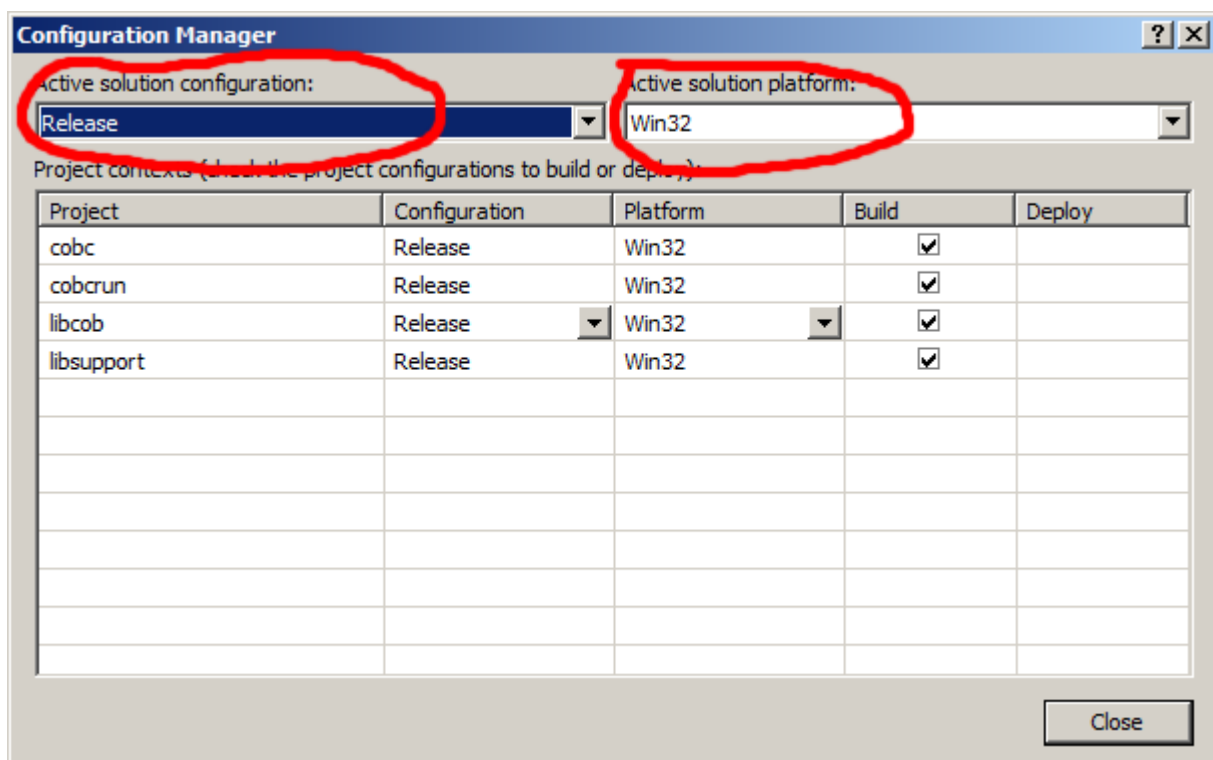 Configuration Manager
Active solution configuration: Active solution platform:
Release Win32
Project contexts (check the project configurations to build or deploy):
Project Configuration Platform Build Deploy
cobc Release Win32
cobcrun Release Win32
libcob Release Win32
libsupport Release Win32
Close